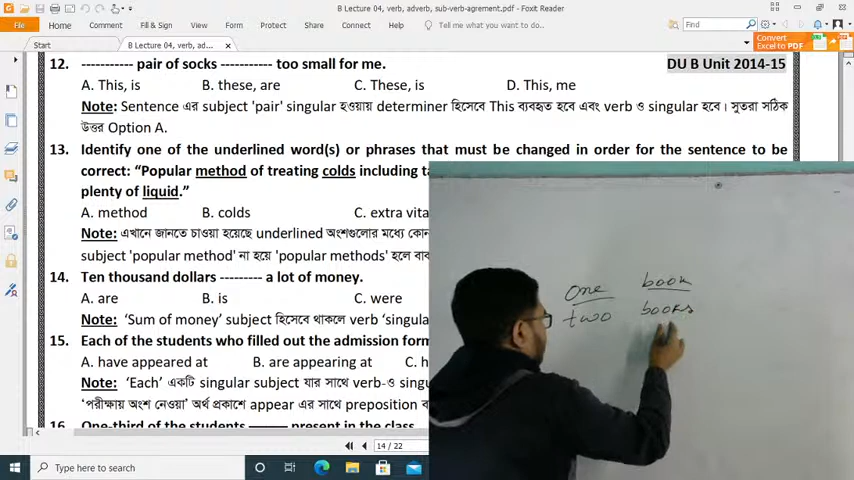 B Lecture 04, verb, adverb, sub-verb-agrement.pdf - Foxit Reader
File Home Comment Fill & Sign View Form Protect Share Connect Help Tell me what you want to do... Find
Start B Lecture 04, verb, ad...
Convert
Excel to PDF
12. ----------- pair of socks ----------- too small for me. DU B Unit 2014-15
A. This, is B. these, are C. These, is D. This, me
Note: Sentence এর subject 'pair' singular হওয়ায় determiner হিসেবে This ব্যবহৃত হবে এবং verb ও singular হবে। সুতরা সঠিক
উত্তর Option A.
13. Identify one of the underlined word(s) or phrases that must be changed in order for the sentence to be
correct: “Popular method of treating colds including ta
plenty of liquid.”
A. method B. colds C. extra vita
Note: এখানে জানতে চাওয়া হয়েছে underlined অংশগুলোর মধ্যে কোন
subject 'popular method' না হয়ে 'popular methods' হলে বাব
14. Ten thousand dollars --------- a lot of money.
A. are B. is C. were
Note: ‘Sum of money’ subject হিসেবে থাকলে verb ‘singula
15. Each of the students who filled out the admission form
A. have appeared at B. are appearing at C. h
Note: ‘Each’ একটি singular subject যার সাথে verb-ও singu
‘পরীক্ষায় অংশ নেওয়া’ অর্থ প্রকাশে appear এর সাথে preposition ব
16. One-third of the students ------- present in the class.
One book
two books
14 / 22
Type here to search